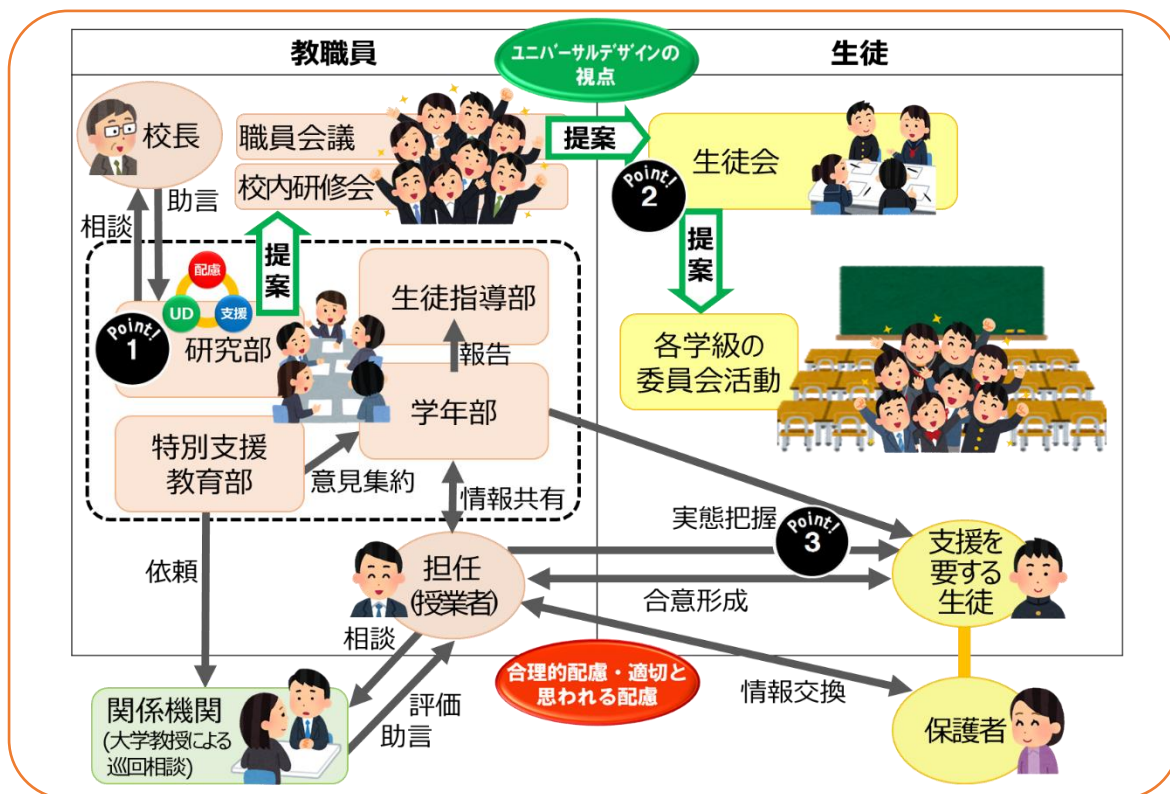 教職員
ユニバーサルデザインの
視点
生徒
校長
職員会議
校内研修会
提案
Point!
2
生徒会
相談
助言
提案
提案
配慮
UD
支援
Point!
1
研究部
生徒指導部
報告
学年部
各学級の
委員会活動
特別支援
教育部
意見集約
情報共有
実態把握
Point!
3
依頼
担任
(授業者)
合意形成
支援を
要する
生徒
相談
合理的配慮・適切と
思われる配慮
情報交換
評価
助言
関係機関
(大学教授による
巡回相談)
保護者